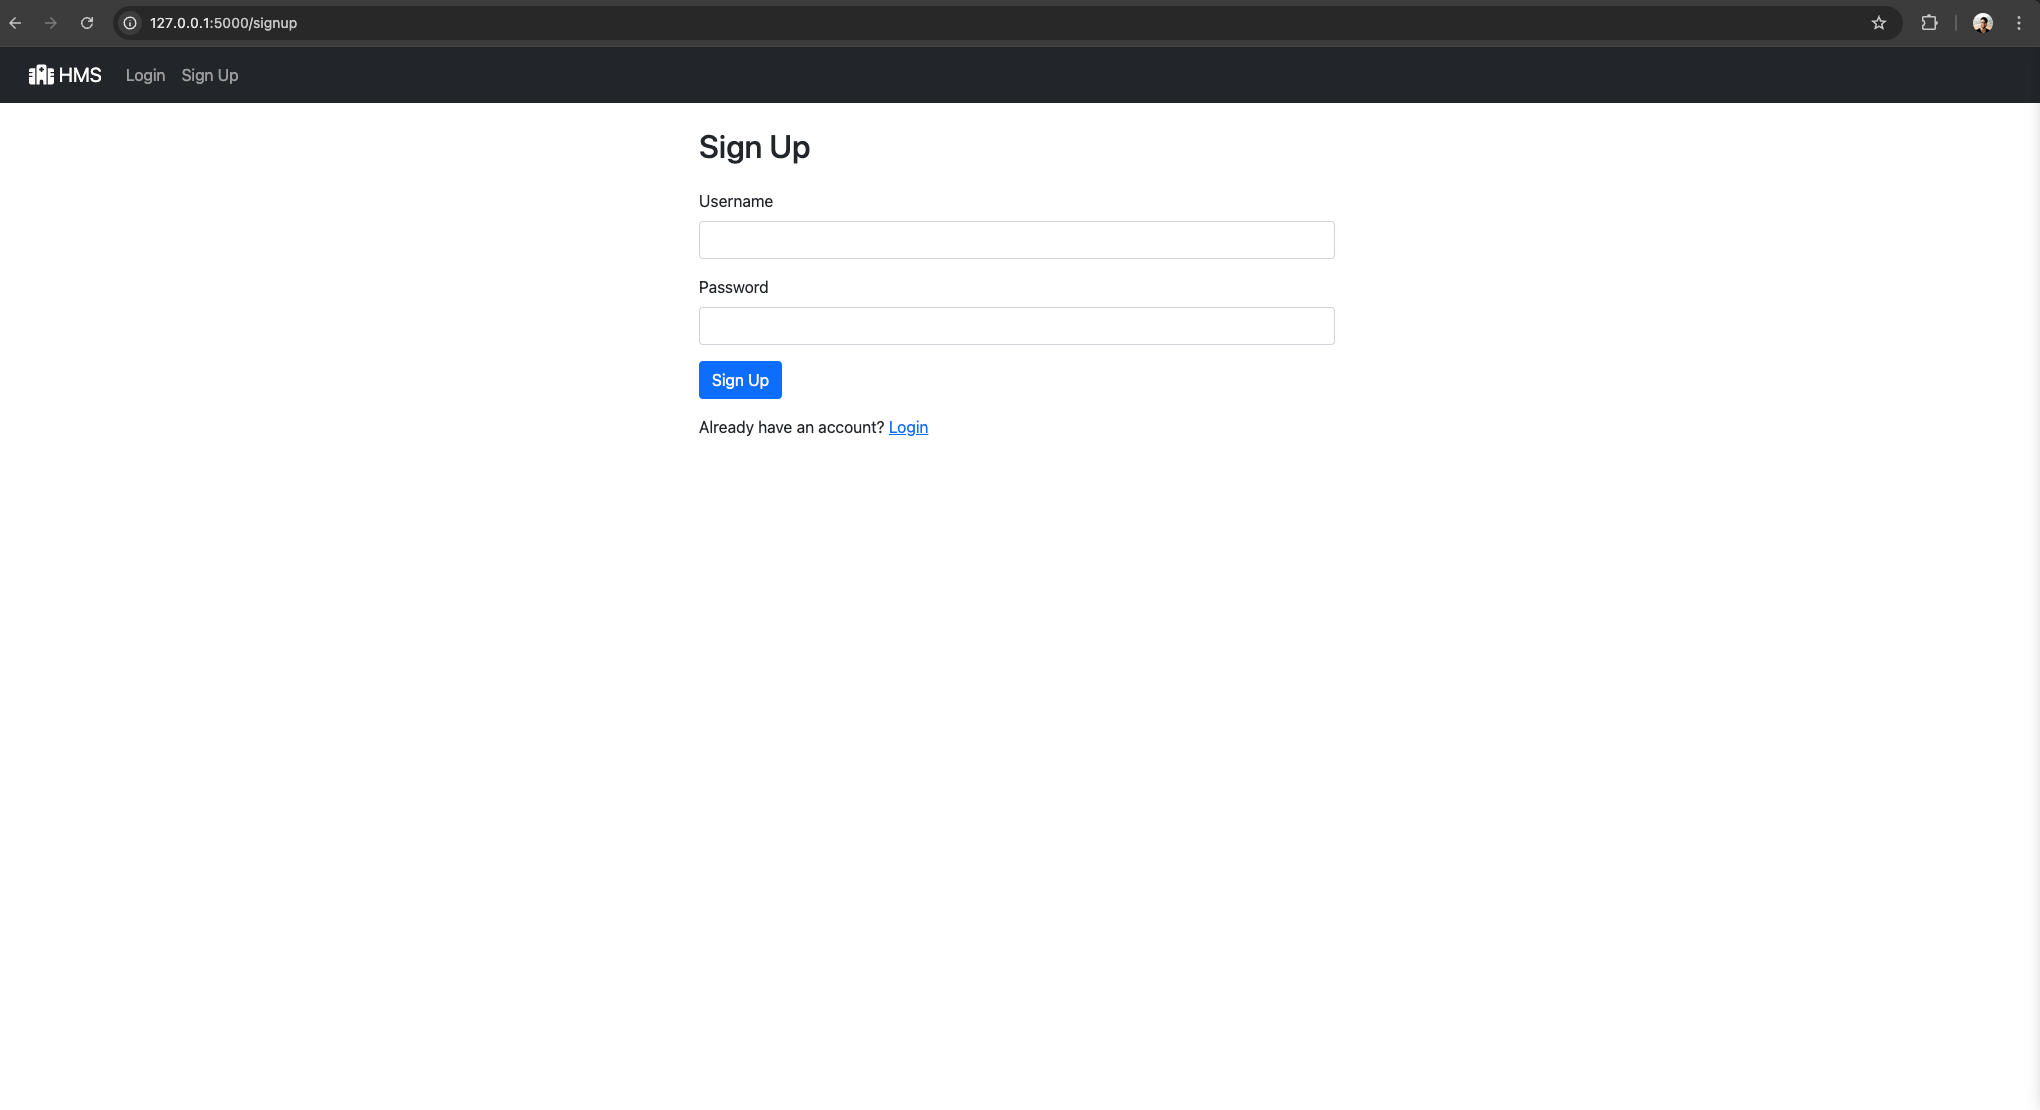 127.0.0.1:5000/signup
HMS Login Sign Up
Sign Up
Username
Password
Sign Up
Already have an account? Login